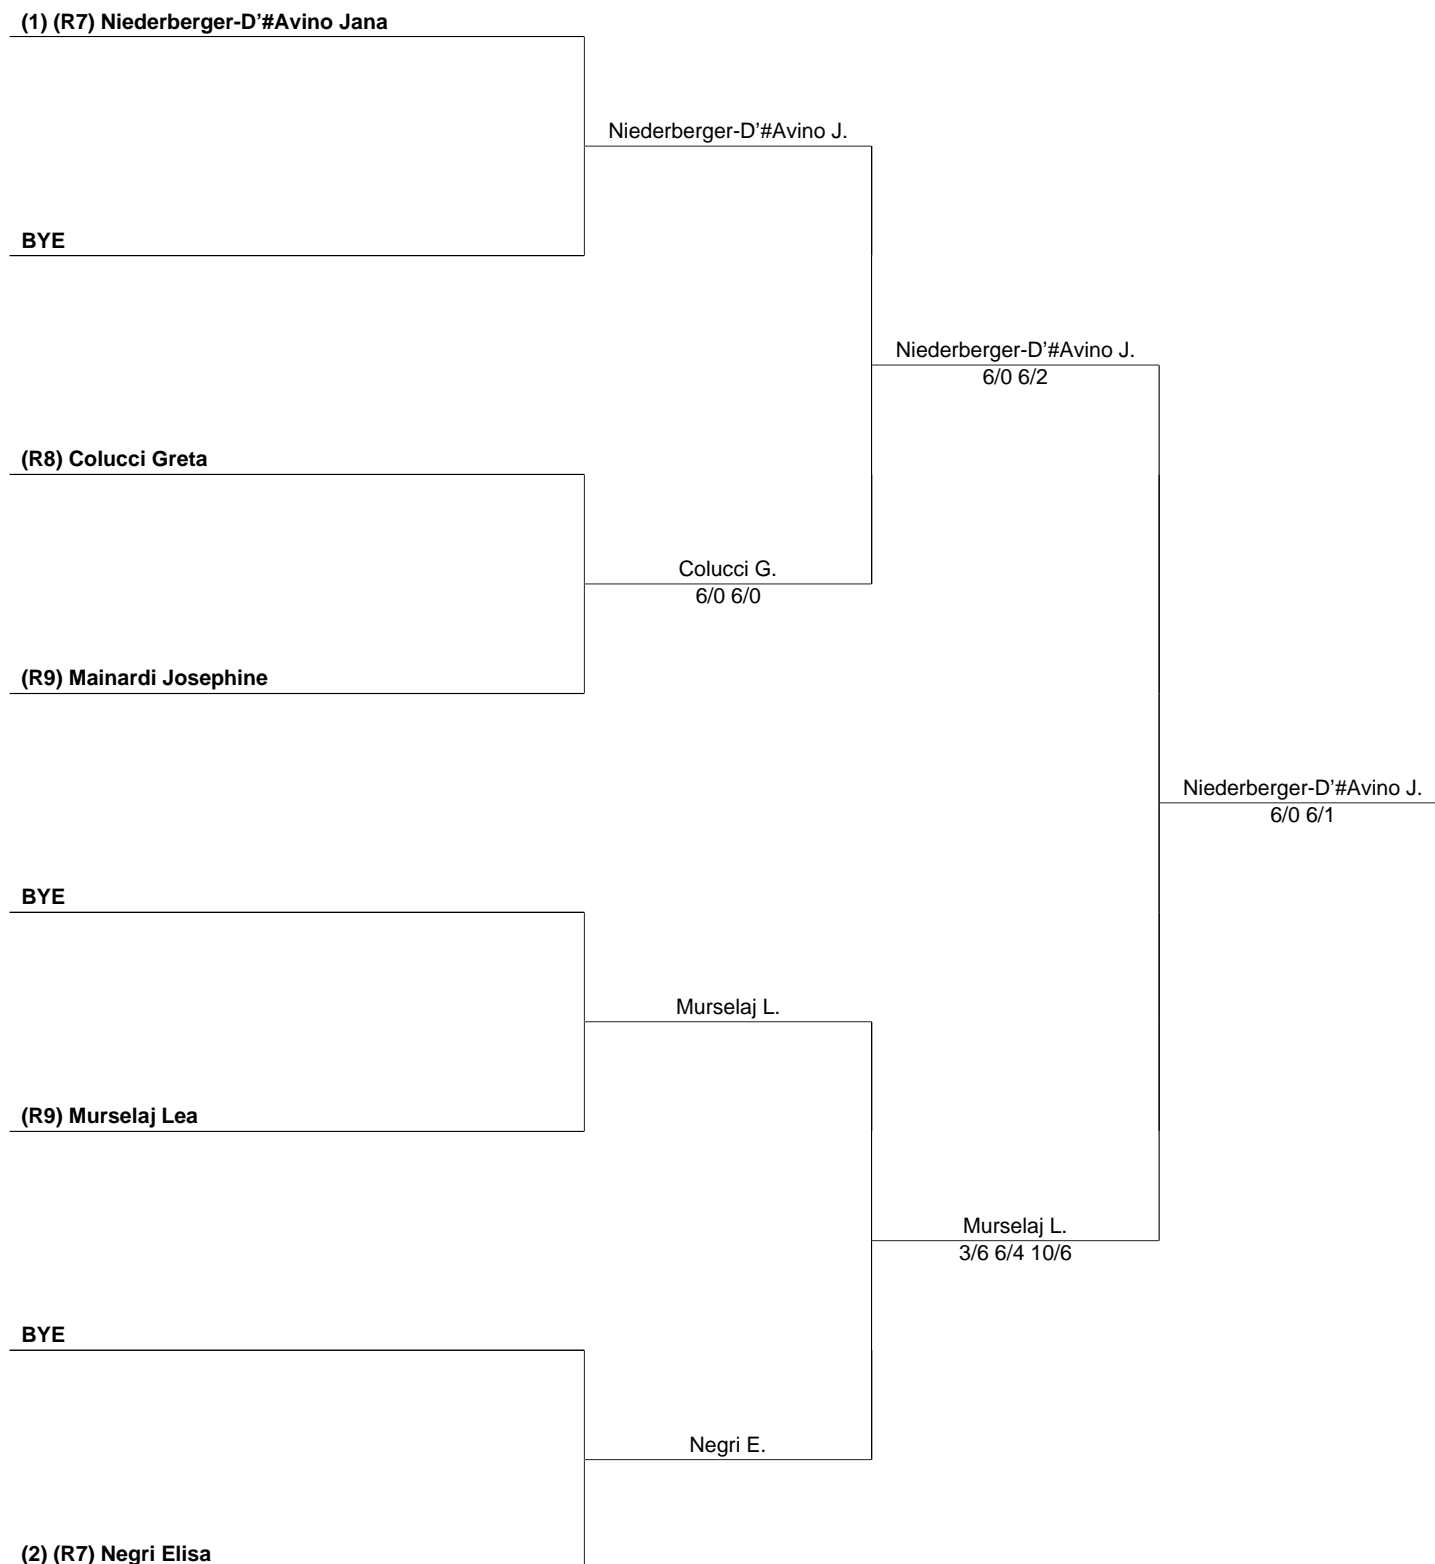 (1) (R7) Niederberger-D'#Avino Jana
Niederberger-D'#Avino J.
BYE
Niederberger-D'#Avino J.
6/0 6/2
(R8) Colucci Greta
Colucci G.
6/0 6/0
(R9) Mainardi Josephine
Niederberger-D'#Avino J.
6/0 6/1
BYE
Murselaj L.
(R9) Murselaj Lea
Murselaj L.
3/6 6/4 10/6
BYE
Negri E.
(2) (R7) Negri Elisa